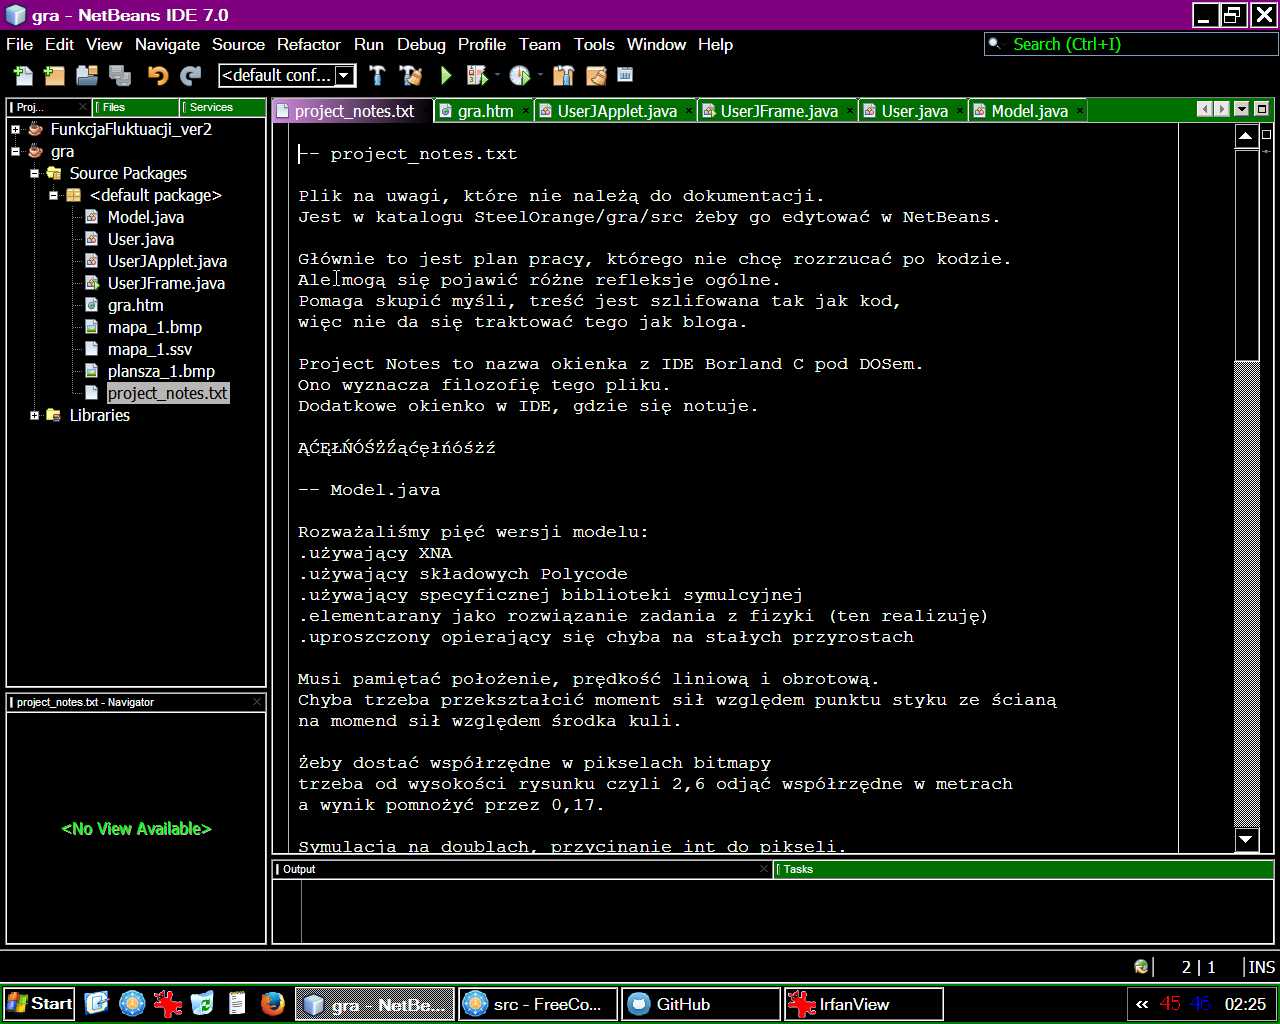 gra - NetBeans IDE 7.0
File Edit View Navigate Source Refactor Run Debug Profile Team Tools Window Help
Search (Ctrl+I)
<default conf...
Proj...
Files
Services
project_notes.txt
gra.htm
UserJApplet.java
UserJFrame.java
User.java
Model.java
FunkcjaFluktuacji_ver2
gra
Source Packages
<default package>
Model.java
User.java
UserJApplet.java
UserJFrame.java
gra.htm
mapa_1.bmp
mapa_1.ssv
plansza_1.bmp
project_notes.txt
Libraries
project_notes.txt - Navigator
<No View Available>
-- project_notes.txt
Plik na uwagi, które nie należą do dokumentacji.
Jest w katalogu SteelOrange/gra/src żeby go edytować w NetBeans.
Głównie to jest plan pracy, którego nie chcę rozrzucać po kodzie.
Ale mogą się pojawić różne refleksje ogólne.
Pomaga skupić myśli, treść jest szlifowana tak jak kod,
więc nie da się traktować tego jak bloga.
Project Notes to nazwa okienka z IDE Borland C pod DOSem.
Ono wyznacza filozofię tego pliku.
Dodatkowe okienko w IDE, gdzie się notuje.
ĄĆĘŁŃÓŚŻŹąćęłńóśżź
-- Model.java
Rozważaliśmy pięć wersji modelu:
.używający XNA
.używający składowych Polycode
.używający specyficznej biblioteki symulcyjnej
.elementarany jako rozwiązanie zadania z fizyki (ten realizuję)
.uproszczony opierający się chyba na stałych przyrostach
Musi pamiętać położenie, prędkość liniową i obrotową.
Chyba trzeba przekształcić moment sił względem punktu styku ze ścianą
na momend sił względem środka kuli.
Żeby dostać współrzędne w pikselach bitmapy
trzeba od wysokości rysunku czyli 2,6 odjąć współrzędne w metrach
a wynik pomnożyć przez 0,17.
Symulacja na doublach, przycinanie int do pikseli.
Output
Tasks
2 | 1
INS
Start
gra - NetBe...
src - FreeCo...
GitHub
IrfanView
«
45
46
02:25